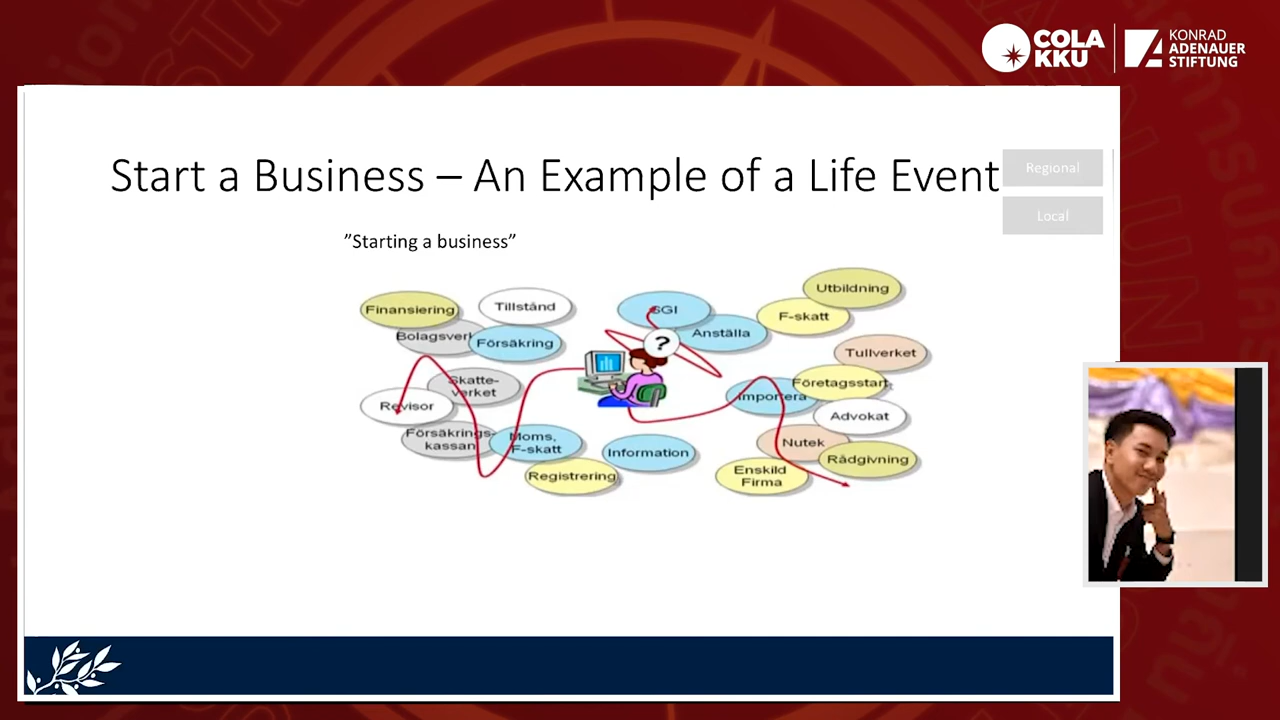 COLA
KKU
KONRAD
ADENAUER
STIFTUNG
Start a Business – An Example of a Life Event
Regional
Local
”Starting a business”
Finansiering
Tillstånd
Bolagsverk
Försäkring
SGI
Anställa
F-skatt
Utbildning
Tullverket
Skatte-
verket
Revisor
Importera
Företagsstart
Advokat
Försäkrings-
kassan
Moms,
F-skatt
Information
Nutek
Rådgivning
Registrering
Enskild
Firma
?